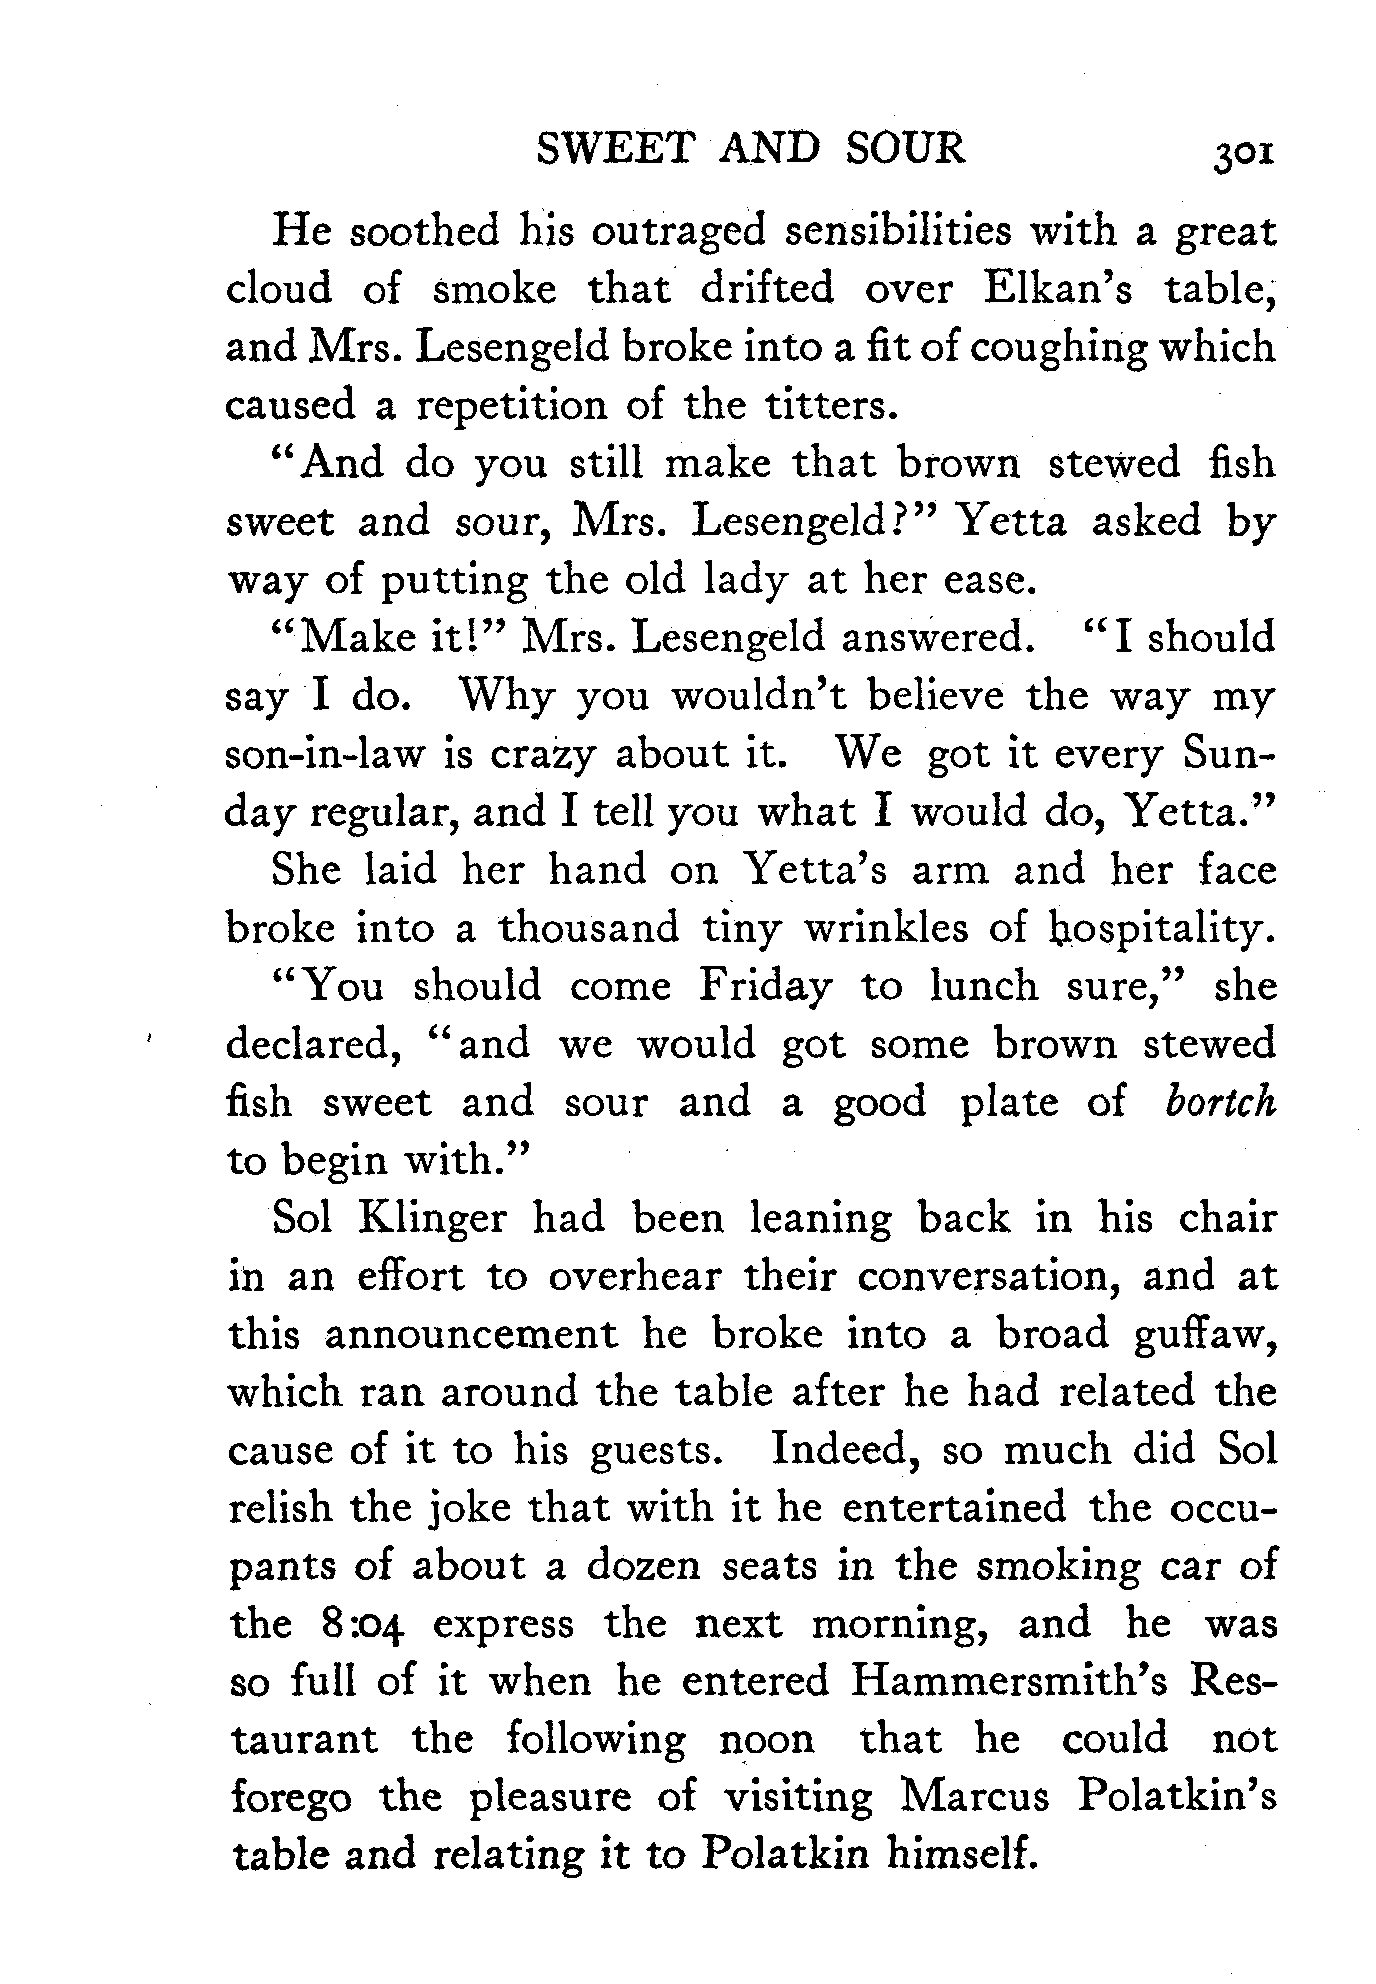 SWEET AND SOUR 301
He soothed his outraged sensibilities with a great
cloud of smoke that drifted over Elkan's table,
and Mrs. Lesengeld broke into a fit of coughing which
caused a repetition of the titters.
"And do you still make that brown stewed fish
sweet and sour, Mrs. Lesengeld?" Yetta asked by
way of putting the old lady at her ease.
"Make it!" Mrs. Lesengeld answered. "I should
say I do. Why you wouldn't believe the way my
son-in-law is crazy about it. We got it every Sun-
day regular, and I tell you what I would do, Yetta."
She laid her hand on Yetta's arm and her face
broke into a thousand tiny wrinkles of hospitality.
"You should come Friday to lunch sure," she
declared, "and we would got some brown stewed
fish sweet and sour and a good plate of bortch
to begin with."
Sol Klinger had been leaning back in his chair
in an effort to overhear their conversation, and at
this announcement he broke into a broad guffaw,
which ran around the table after he had related the
cause of it to his guests. Indeed, so much did Sol
relish the joke that with it he entertained the occu-
pants of about a dozen seats in the smoking car of
the 8:04 express the next morning, and he was
so full of it when he entered Hammersmith's Res-
taurant the following noon that he could not
forego the pleasure of visiting Marcus Polatkin's
table and relating it to Polatkin himself.